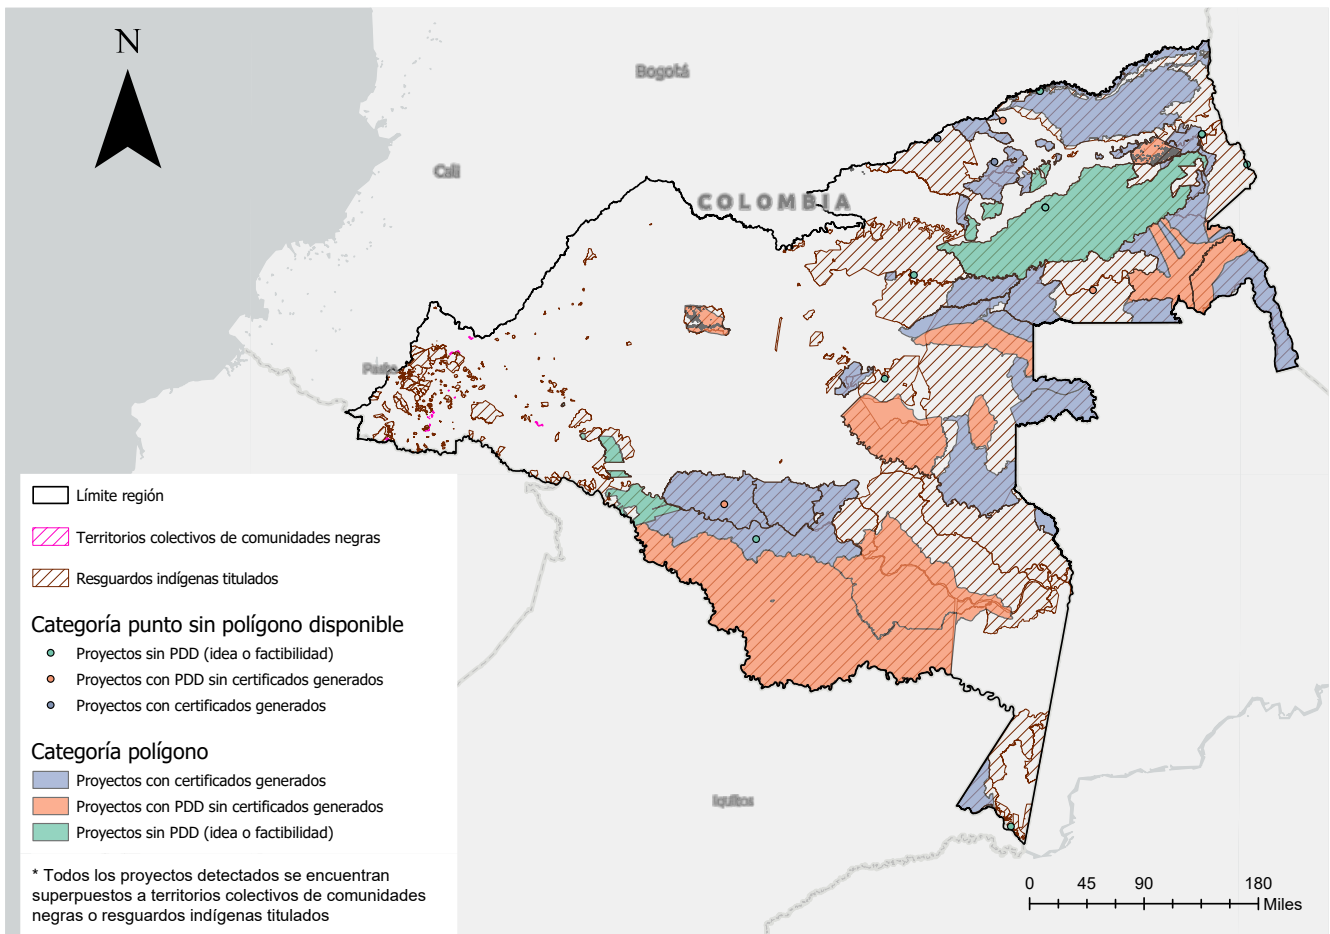 N
Bogotá
Cali
COLOMBIA
Pasto
Iquitos
Límite región
Territorios colectivos de comunidades negras
Resguardos indígenas titulados
Categoría punto sin polígono disponible
Proyectos sin PDD (idea o factibilidad)
Proyectos con PDD sin certificados generados
Proyectos con certificados generados
Categoría polígono
Proyectos con certificados generados
Proyectos con PDD sin certificados generados
Proyectos sin PDD (idea o factibilidad)
* Todos los proyectos detectados se encuentran
superpuestos a territorios colectivos de comunidades
negras o resguardos indígenas titulados
0 45 90 180
Miles